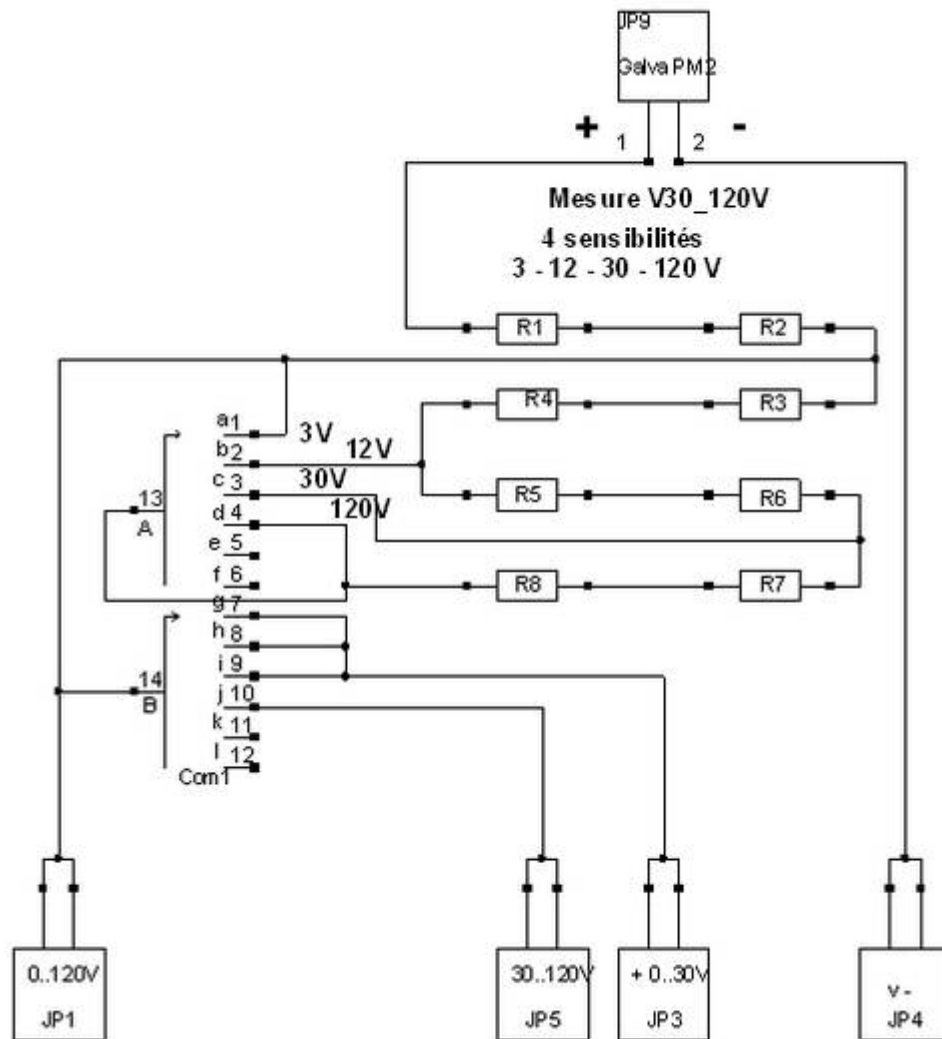 JP9
Galva PM2
+ -
1 2
Mesure V30_120V
4 sensibilités
3 - 12 - 30 - 120 V
R1 R2
R4 R3
a 1
3V
b 2
12V
c 3
30V
R5 R6
13
A
d 4
120V
e 5
f 6
R8 R7
g 7
h 8
i 9
14
B
j 10
k 11
l 12
Com1
0..120V
30..120V
+ 0..30V
v -
JP1
JP5
JP3
JP4